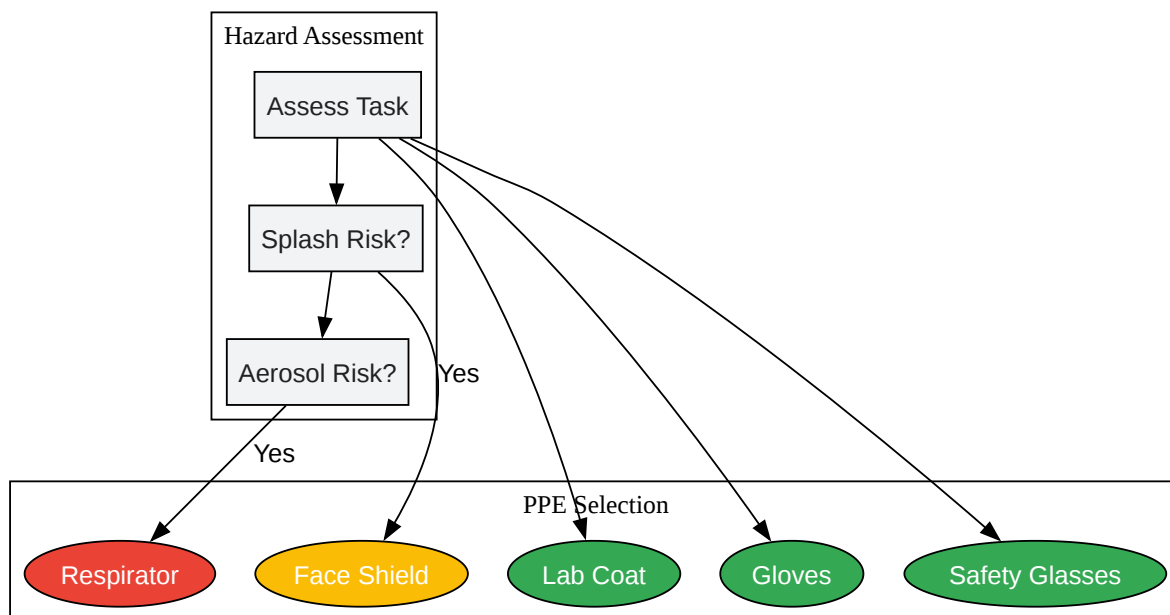 Hazard Assessment
Assess Task
Splash Risk?
Aerosol Risk?
Yes
Yes
PPE Selection
Respirator
Face Shield
Lab Coat
Gloves
Safety Glasses